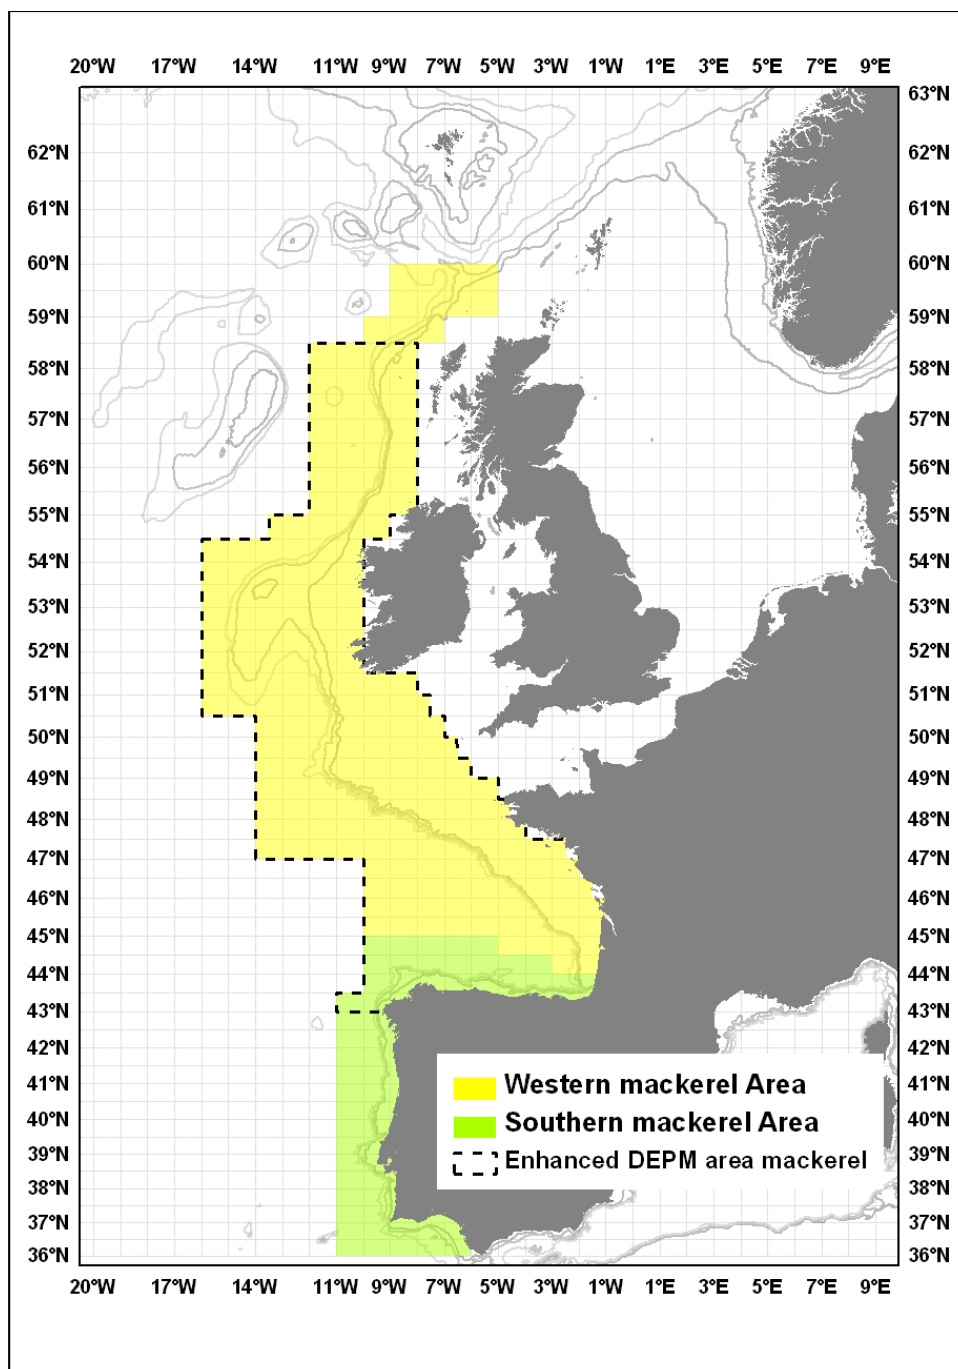 20°W 17°W 14°W 11°W 9°W 7°W 5°W 3°W 1°W 1°E 3°E 5°E 7°E 9°E
63°N
62°N 62°N
61°N 61°N
60°N 60°N
59°N 59°N
58°N 58°N
57°N 57°N
56°N 56°N
55°N 55°N
54°N 54°N
53°N 53°N
52°N 52°N
51°N 51°N
50°N 50°N
49°N 49°N
48°N 48°N
47°N 47°N
46°N 46°N
45°N 45°N
44°N 44°N
43°N 43°N
42°N 42°N
41°N 41°N
40°N 40°N
39°N 39°N
38°N 38°N
37°N 37°N
36°N 36°N
Western mackerel Area
Southern mackerel Area
Enhanced DEPM area mackerel
20°W 17°W 14°W 11°W 9°W 7°W 5°W 3°W 1°W 1°E 3°E 5°E 7°E 9°E